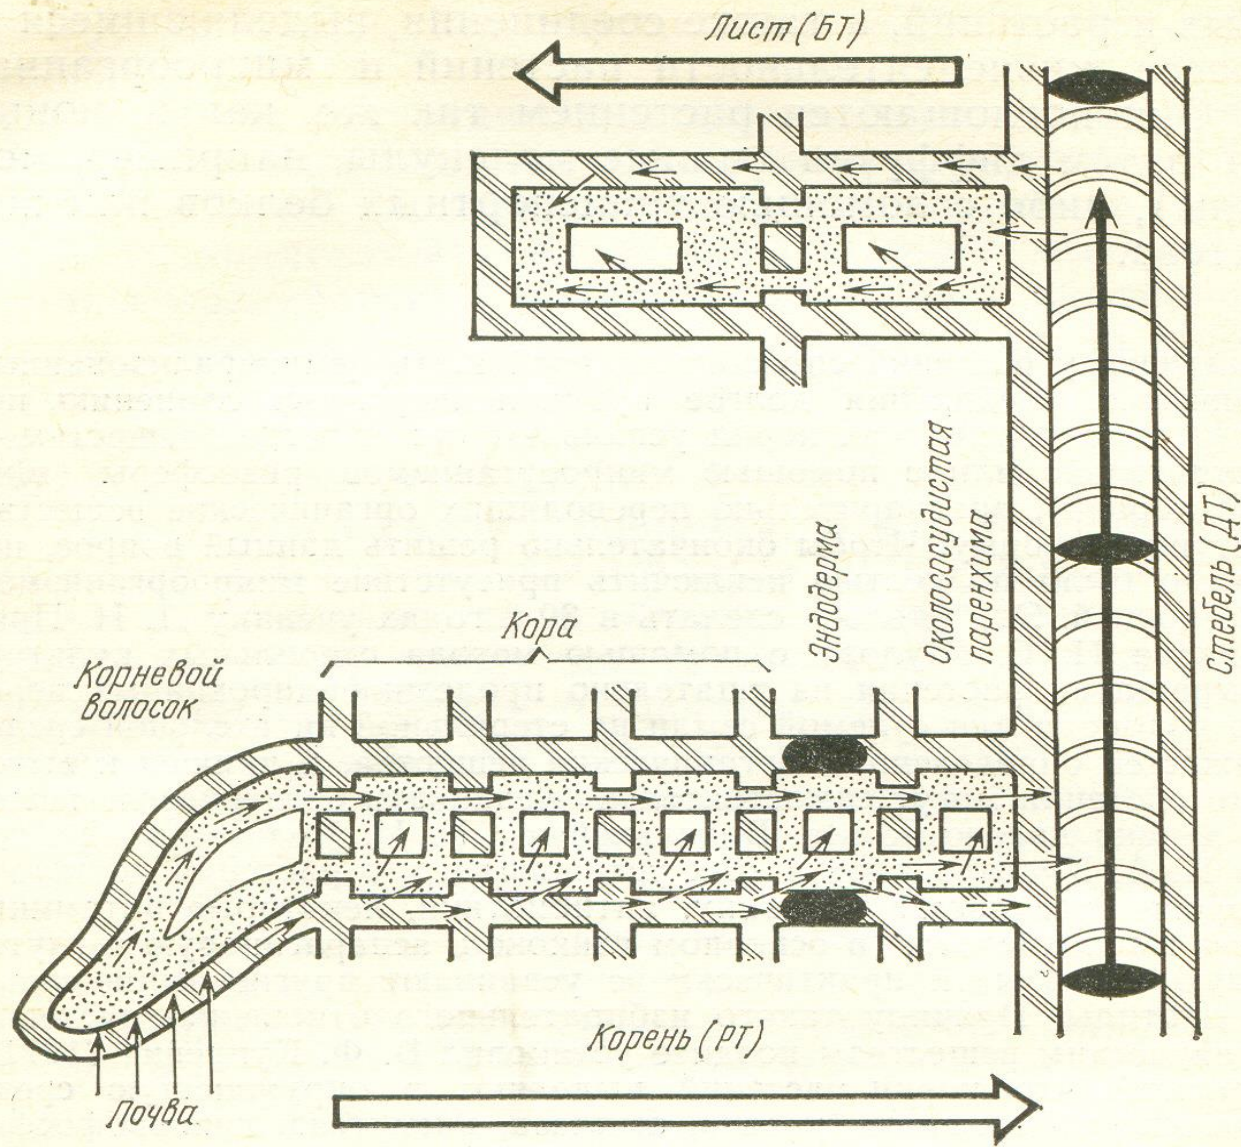 Лист (БТ)
Эндодерма
Околососудистая
паренхима
Стебель (ДТ)
Кора
Корневой
волосок
Корень (РТ)
Почва